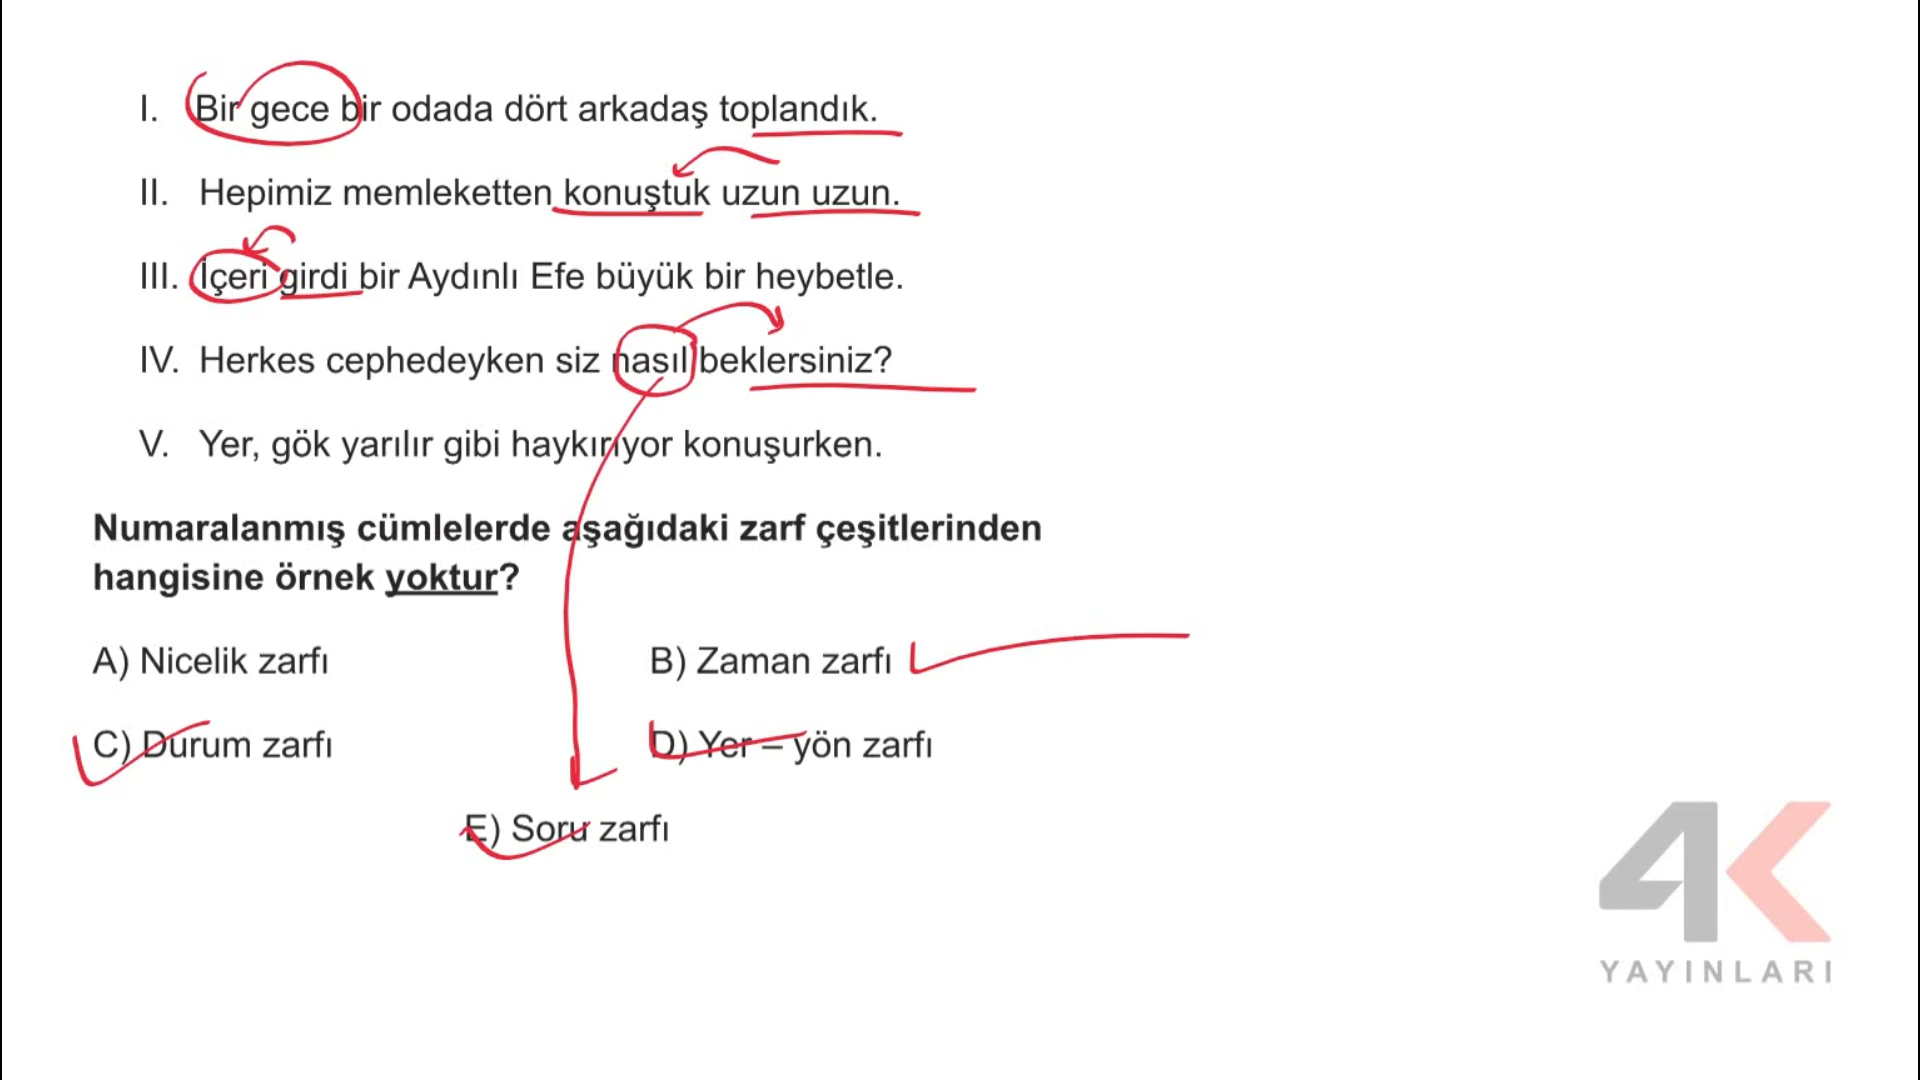 I. Bir gece bir odada dört arkadaş toplandık.
II. Hepimiz memleketten konuştuk uzun uzun.
III. İçeri girdi bir Aydınlı Efe büyük bir heybetle.
IV. Herkes cephedeyken siz nasıl beklersiniz?
V. Yer, gök yarılır gibi haykırıyor konuşurken.
Numaralanmış cümlelerde aşağıdaki zarf çeşitlerinden
hangisine örnek yoktur?
A) Nicelik zarfı
B) Zaman zarfı
C) Durum zarfı
D) Yer – yön zarfı
E) Soru zarfı
4K
YAYINLARI